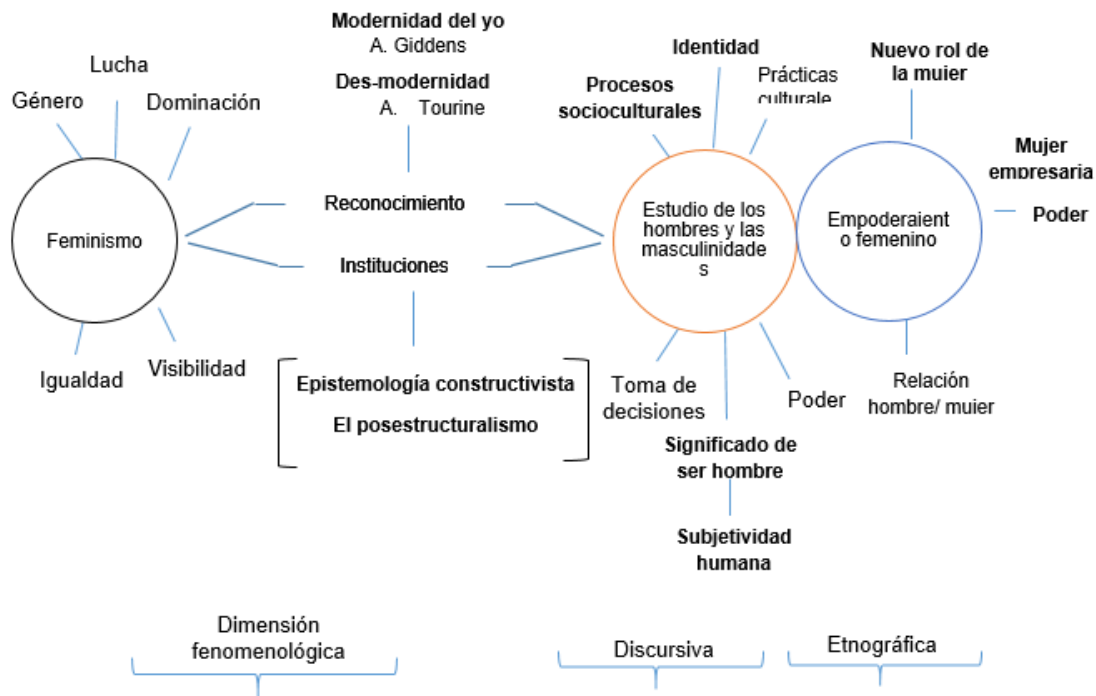 Modernidad del yo
A. Giddens
Des-modernidad
A. Tourine
Lucha
Género
Dominación
Feminismo
Igualdad
Visibilidad
Reconocimiento
Instituciones
Epistemología constructivista
El posestructuralismo
Identidad
Procesos
socioculturales
Prácticas
culturale
Estudio de los
hombres y las
masculinidade
s
Toma de
decisiones
Poder
Significado de
ser hombre
Subjetividad
humana
Nuevo rol de
la mujer
Mujer
empresaria
Poder
Empoderaient
o femenino
Relación
hombre/ mujer
Dimensión
fenomenológica
Discursiva
Etnográfica